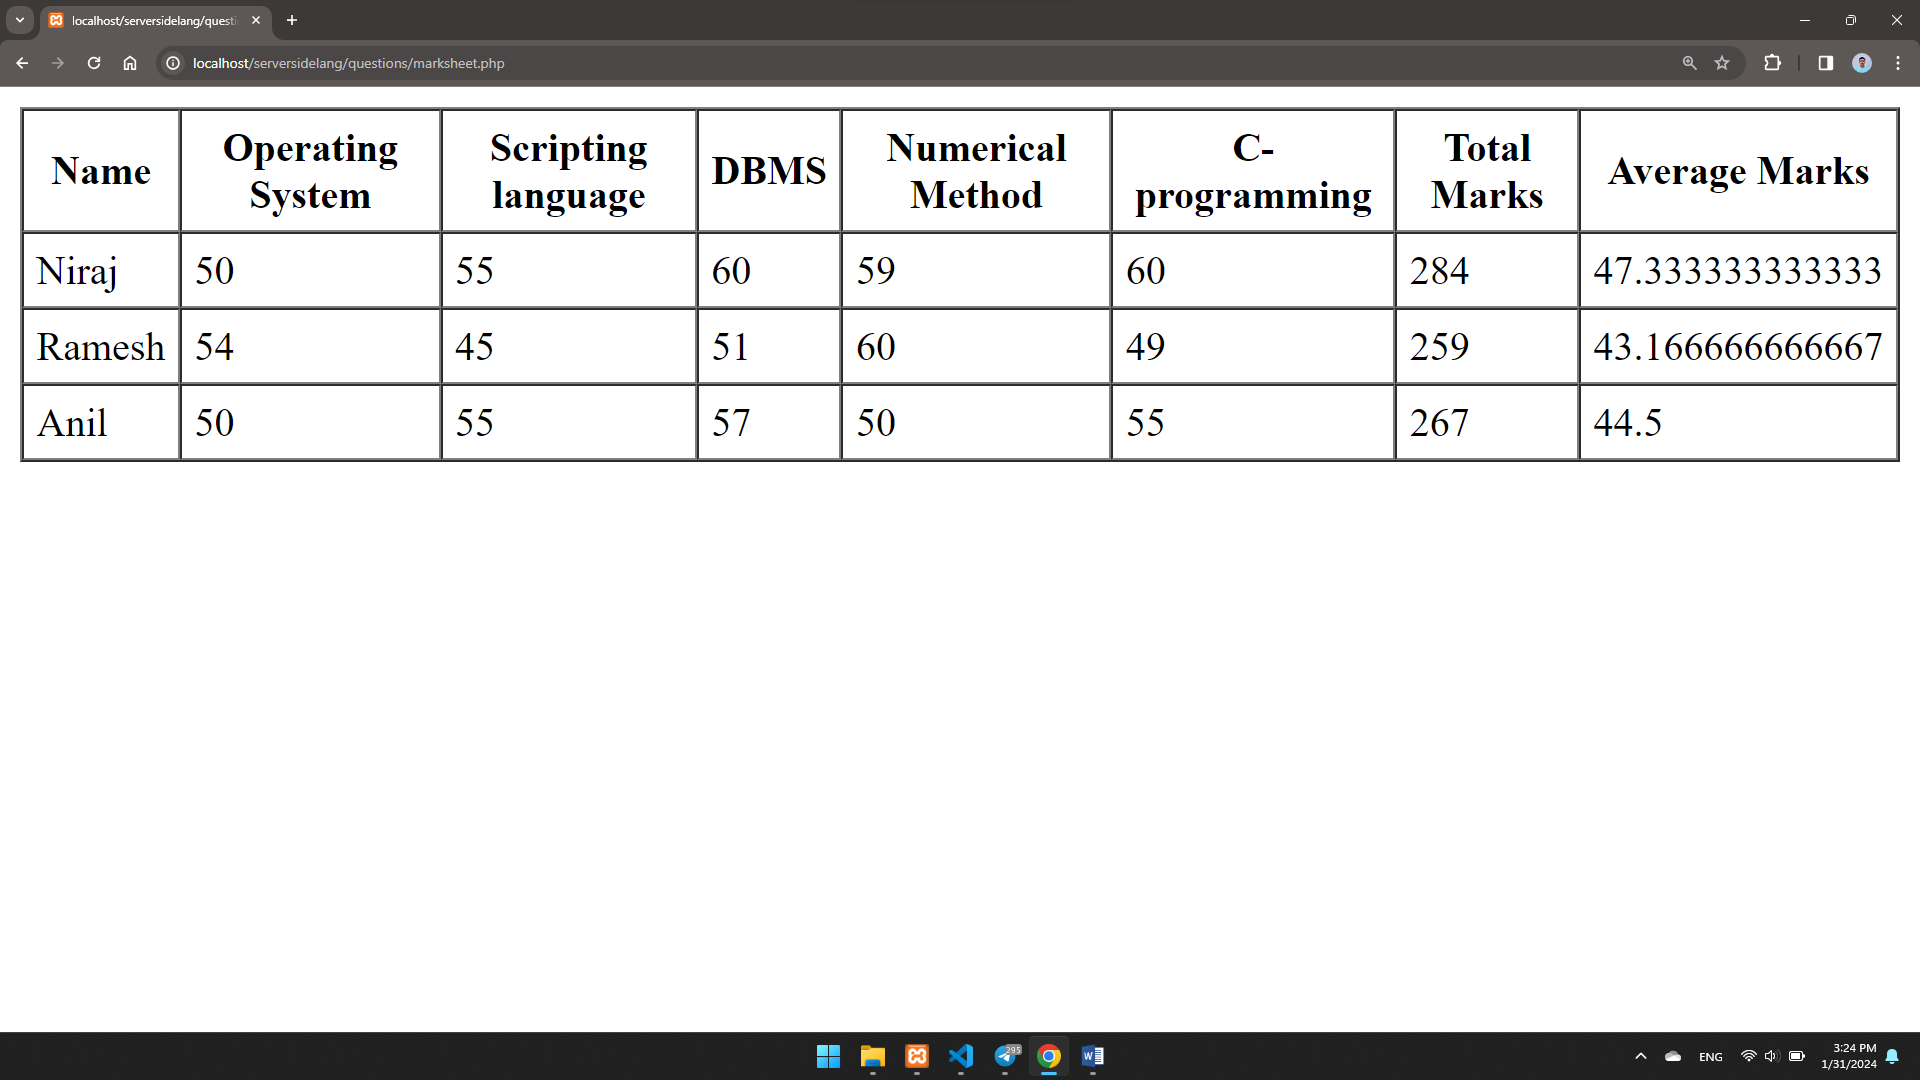 localhost/serversidelang/questi
localhost/serversidelang/questions/marksheet.php
Name Operating System Scripting language DBMS Numerical Method C-programming Total Marks Average Marks
Niraj 50 55 60 59 60 284 47.333333333333
Ramesh 54 45 51 60 49 259 43.166666666667
Anil 50 55 57 50 55 267 44.5
295
W
ENG
3:24 PM
1/31/2024